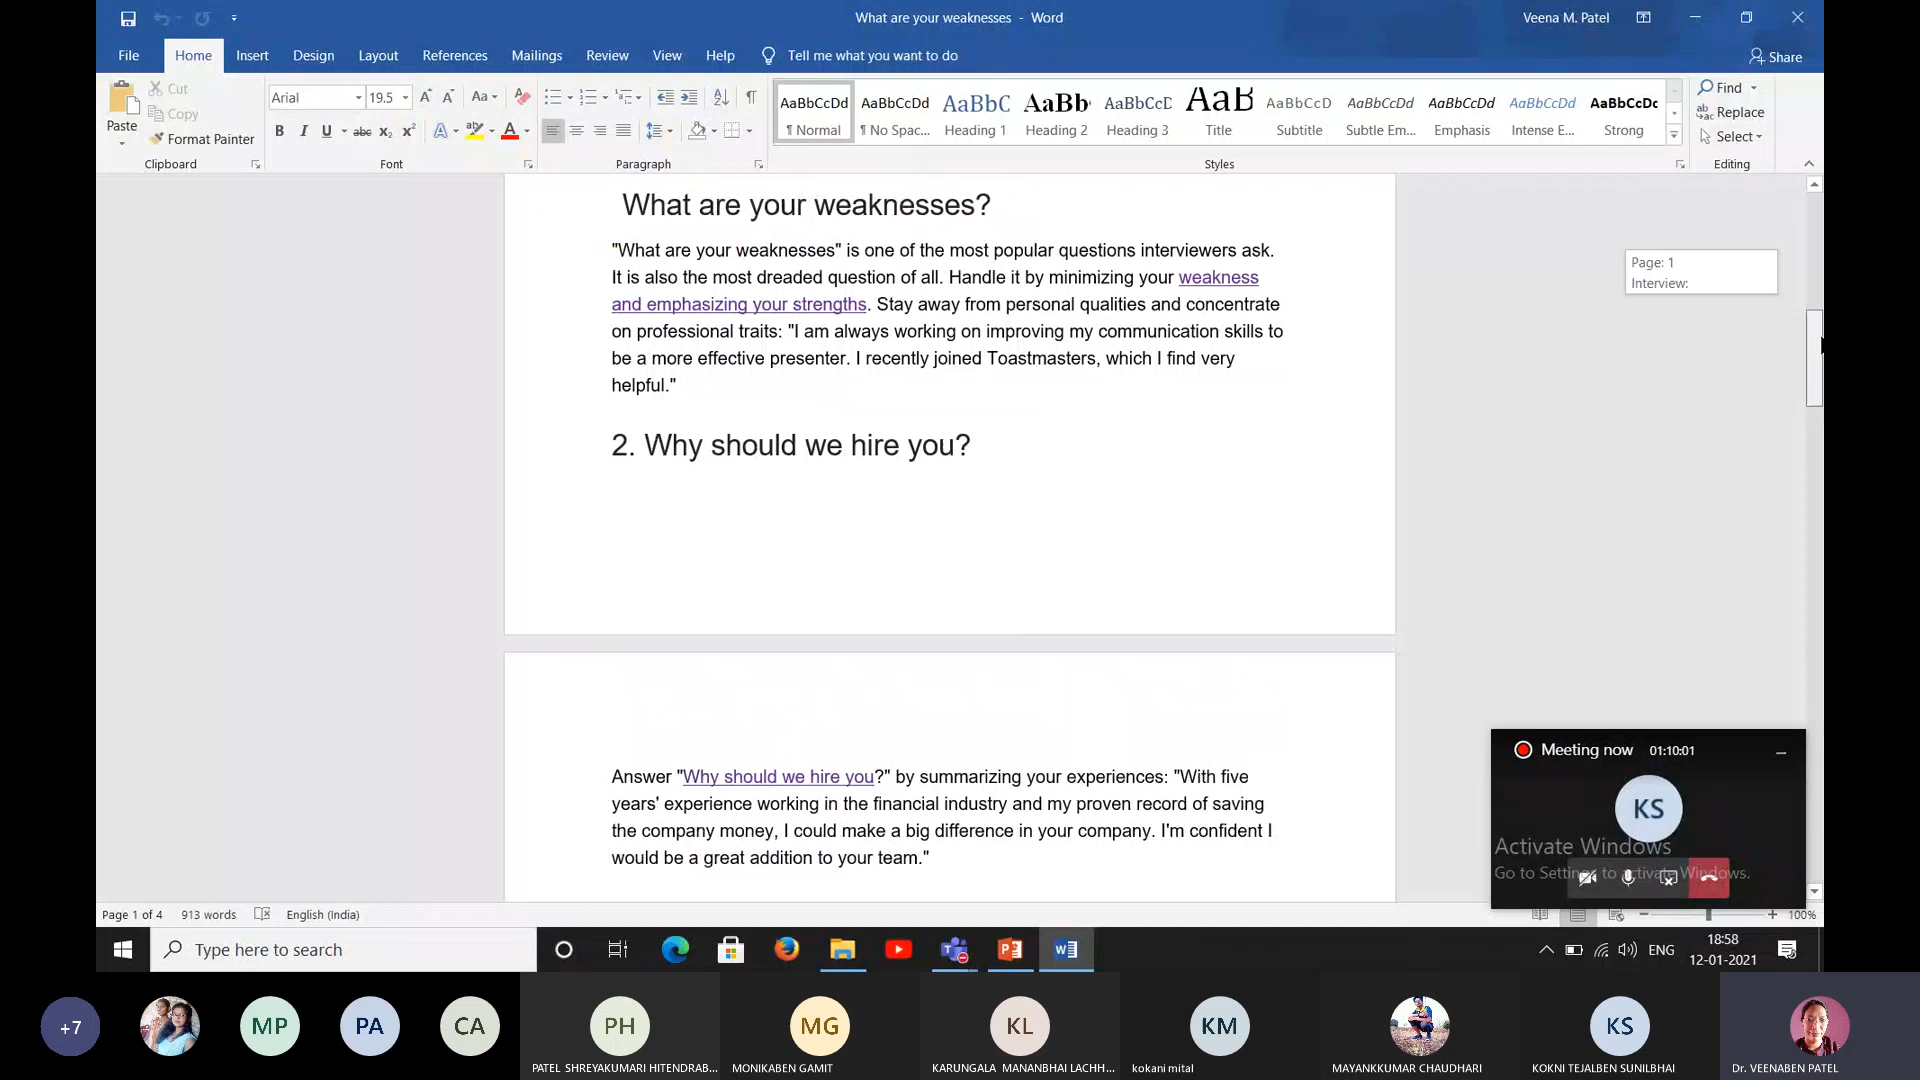 What are your weaknesses - Word
Veena M. Patel
File Home Insert Design Layout References Mailings Review View Help Tell me what you want to do
Share
Paste
Cut
Copy
Format Painter
Clipboard
Arial 19.5
Font
Paragraph
AaBbCcDd AaBbCcDd AaBbC AaBb( AaBbCcD AaB AaBbCcD AaBbCcDd AaBbCcDd AaBbCcDd AaBbCcDc
¶ Normal ¶ No Spac... Heading 1 Heading 2 Heading 3 Title Subtitle Subtle Em... Emphasis Intense E... Strong
Styles
Find
Replace
Select
Editing
What are your weaknesses?
"What are your weaknesses" is one of the most popular questions interviewers ask.
It is also the most dreaded question of all. Handle it by minimizing your weakness
and emphasizing your strengths. Stay away from personal qualities and concentrate
on professional traits: "I am always working on improving my communication skills to
be a more effective presenter. I recently joined Toastmasters, which I find very
helpful."
2. Why should we hire you?
Page: 1
Interview:
Answer "Why should we hire you?" by summarizing your experiences: "With five
years' experience working in the financial industry and my proven record of saving
the company money, I could make a big difference in your company. I'm confident I
would be a great addition to your team."
Meeting now 01:10:01
KS
Activate Windows
Go to Settings to activate Windows.
Page 1 of 4 913 words English (India)
100%
Type here to search
ENG
18:58
12-01-2021
+7 MP PA CA PH MG KL KM KS
PATEL SHREYAKUMARI HITENDRAB... MONIKABEN GAMIT KARUNGALA MANANBHAI LACHH... kokani mital MAYANKKUMAR CHAUDHARI KOKNI TEJALBEN SUNILBHAI Dr. VEENABEN PATEL